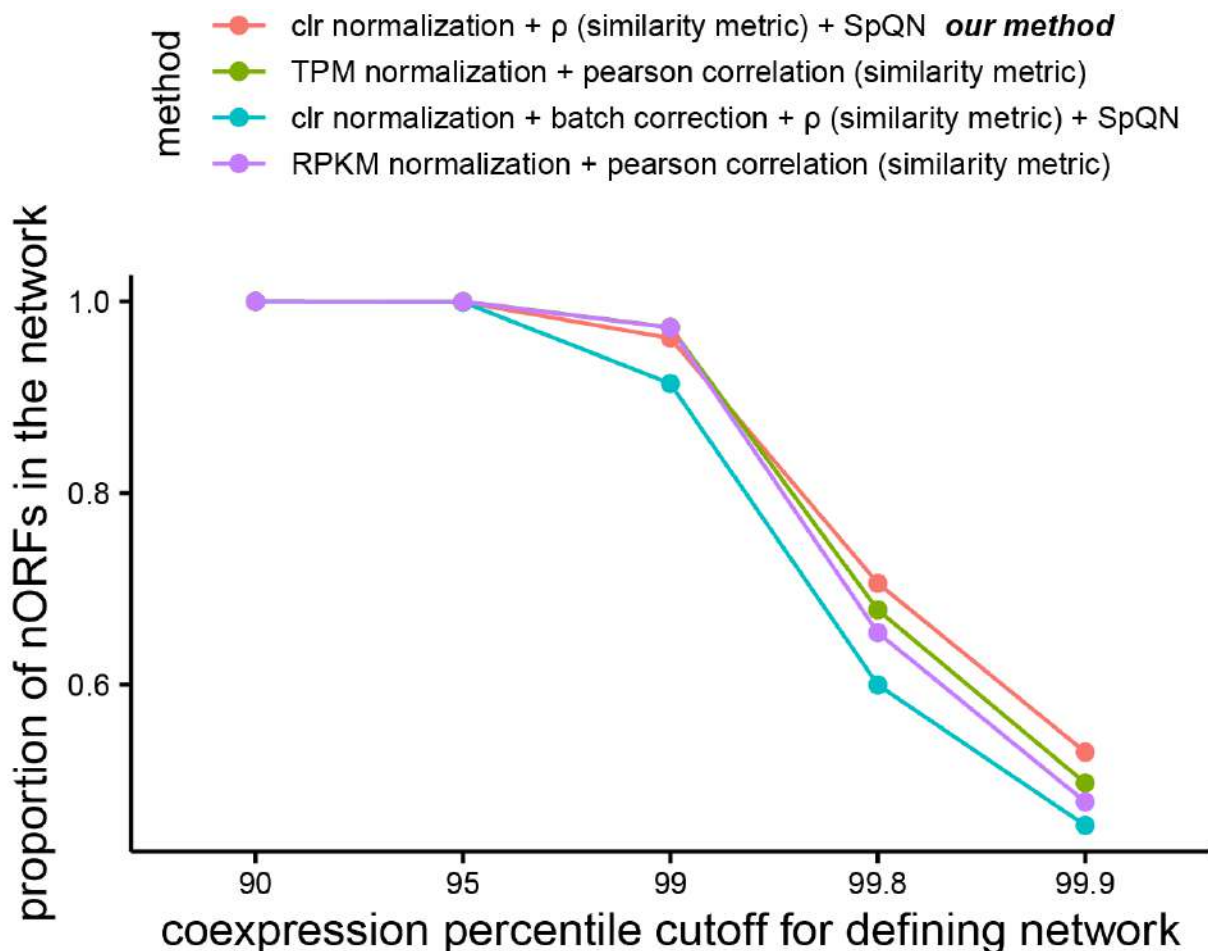 method
clr normalization + ρ (similarity metric) + SpQN our method
TPM normalization + pearson correlation (similarity metric)
clr normalization + batch correction + ρ (similarity metric) + SpQN
RPKM normalization + pearson correlation (similarity metric)
proportion of nORFs in the network
1.0
0.8
0.6
90 95 99 99.8 99.9
coexpression percentile cutoff for defining network